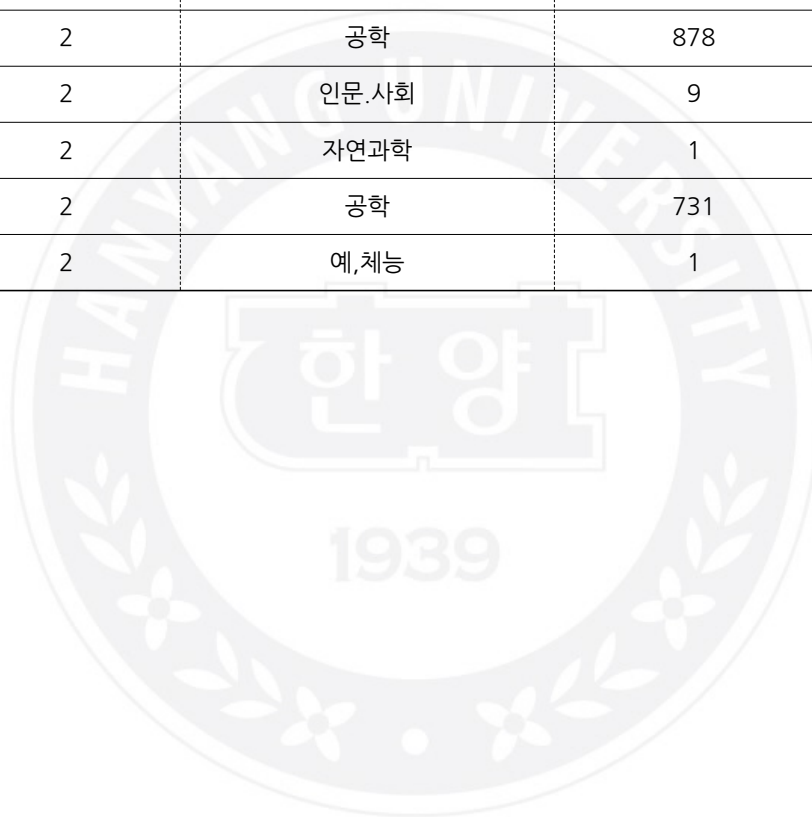 2 공학 878
2 인문.사회 9
2 자연과학 1
2 공학 731
2 예,체능 1
HANYANG UNIVERSITY
한양
1939